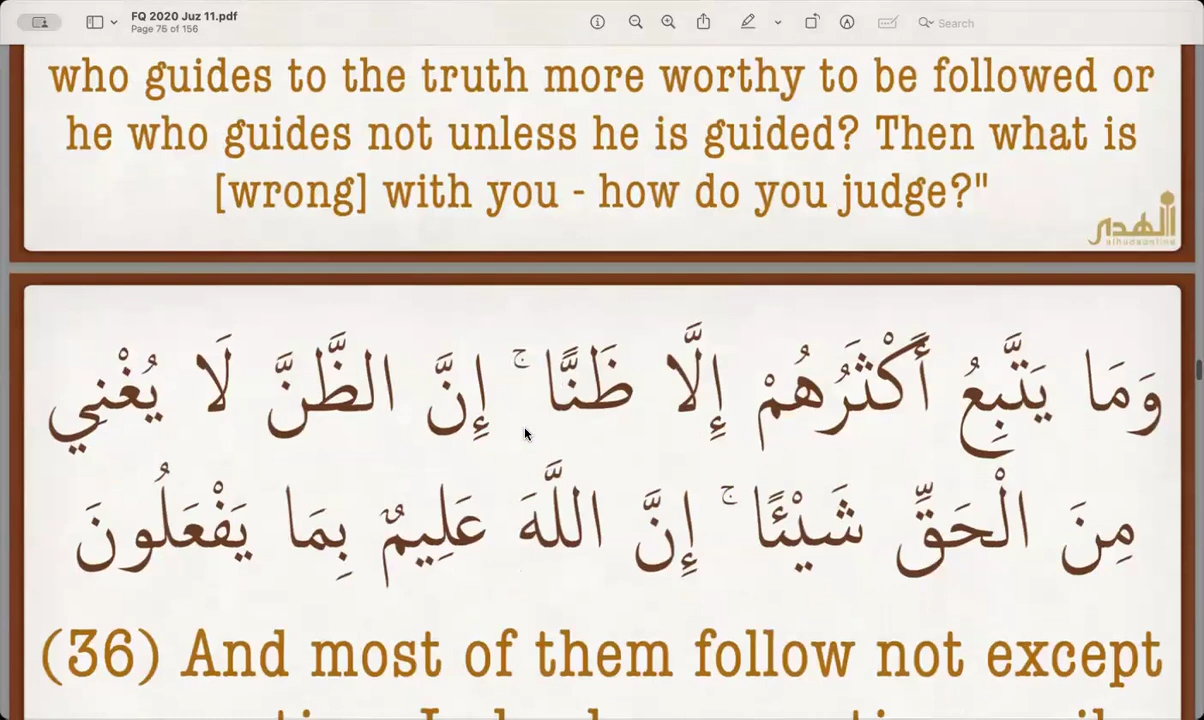 FQ 2020 Juz 11.pdf
Page 75 of 156
Search
who guides to the truth more worthy to be followed or
he who guides not unless he is guided? Then what is
[wrong] with you - how do you judge?"
الهدى
alhudaonline
وَمَا يَتَّبِعُ أَكْثَرُهُمْ إِلَّا ظَنًّا ۚ إِنَّ الظَّنَّ لَا يُغْنِي
مِنَ الْحَقِّ شَيْئًا ۚ إِنَّ اللَّهَ عَلِيمٌ بِمَا يَفْعَلُونَ
(36) And most of them follow not except